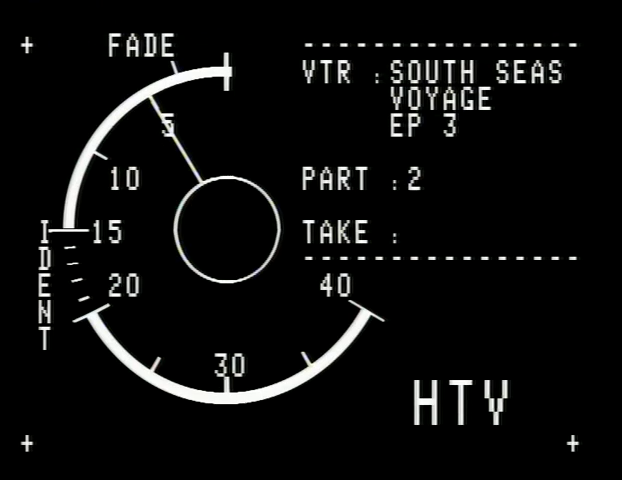 FADE
VTR : SOUTH SEAS
VOYAGE
EP 3
5
10
PART : 2
15
TAKE :
IDENT
20
40
30
HTV